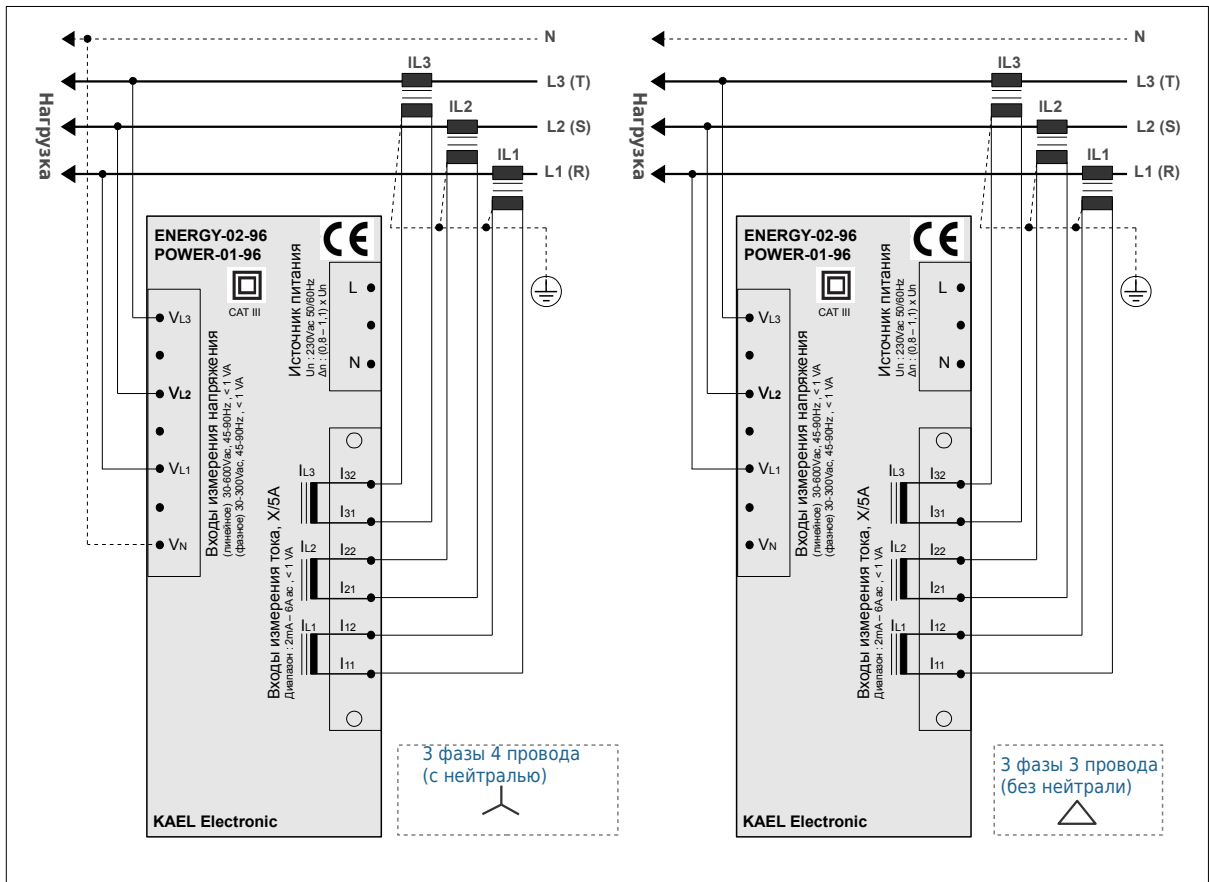 N
IL3
L3 (T)
IL2
L2 (S)
IL1
L1 (R)
Нагрузка
ENERGY-02-96
POWER-01-96
CE
CAT III
Источник питания
Un : 230Vac 50/60Hz
Δn : (0,8 – 1,1) x Un
L
N
VL3
VL2
VL1
VN
Входы измерения напряжения
(линейное) 30-600Vac, 45-90Hz , < 1 VA
(фазное) 30-300Vac, 45-90Hz , < 1 VA
Входы измерения тока, X/5A
Диапазон : 2mA – 6A ac , < 1 VA
IL3
I32
I31
IL2
I22
I21
IL1
I12
I11
3 фазы 4 провода
(с нейтралью)
KAEL Electronic
N
IL3
L3 (T)
IL2
L2 (S)
IL1
L1 (R)
Нагрузка
ENERGY-02-96
POWER-01-96
CE
CAT III
Источник питания
Un : 230Vac 50/60Hz
Δn : (0,8 – 1,1) x Un
L
N
VL3
VL2
VL1
VN
Входы измерения напряжения
(линейное) 30-600Vac, 45-90Hz , < 1 VA
(фазное) 30-300Vac, 45-90Hz , < 1 VA
Входы измерения тока, X/5A
Диапазон : 2mA – 6A ac , < 1 VA
IL3
I32
I31
IL2
I22
I21
IL1
I12
I11
3 фазы 3 провода
(без нейтрали)
KAEL Electronic